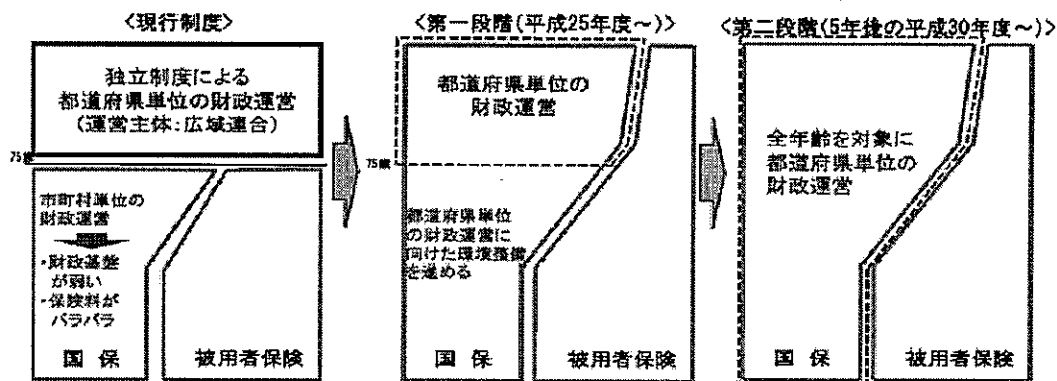 <現行制度>
独立制度による
都道府県単位の財政運営
(運営主体:広域連合)
75歳
市町村単位の
財政運営
・財政基盤
が弱い
・保険料が
バラバラ
国 保
被用者保険
<第一段階(平成25年度~)>
都道府県単位の
財政運営
75歳
都道府県単位
の財政運営に
向けた環境整備
を進める
国 保
被用者保険
<第二段階(5年後の平成30年度~)>
全年齢を対象に
都道府県単位の
財政運営
国 保
被用者保険